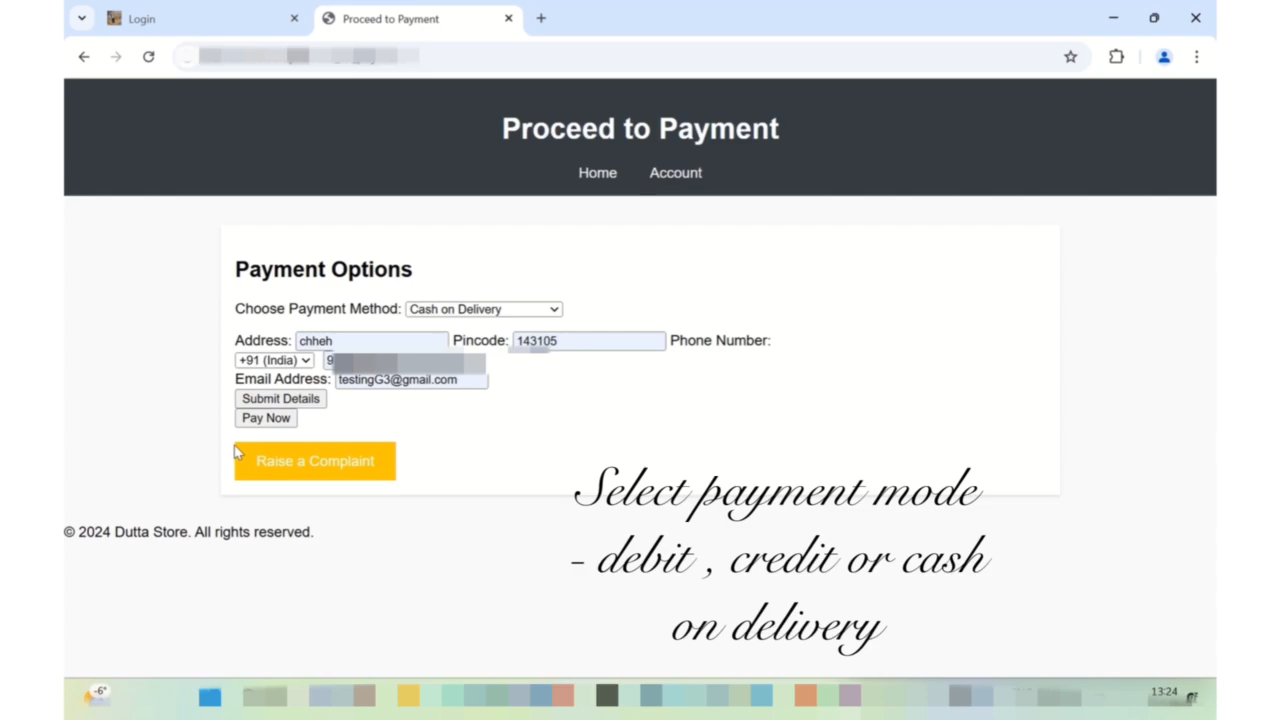 Login
Proceed to Payment
Proceed to Payment
Home Account
Payment Options
Choose Payment Method: Cash on Delivery
Address: chheh Pincode: 143105 Phone Number:
+91 (India) 9
Email Address: testingG3@gmail.com
Submit Details
Pay Now
Raise a Complaint
Select payment mode
- debit , credit or cash
on delivery
© 2024 Dutta Store. All rights reserved.
-6°
13:24